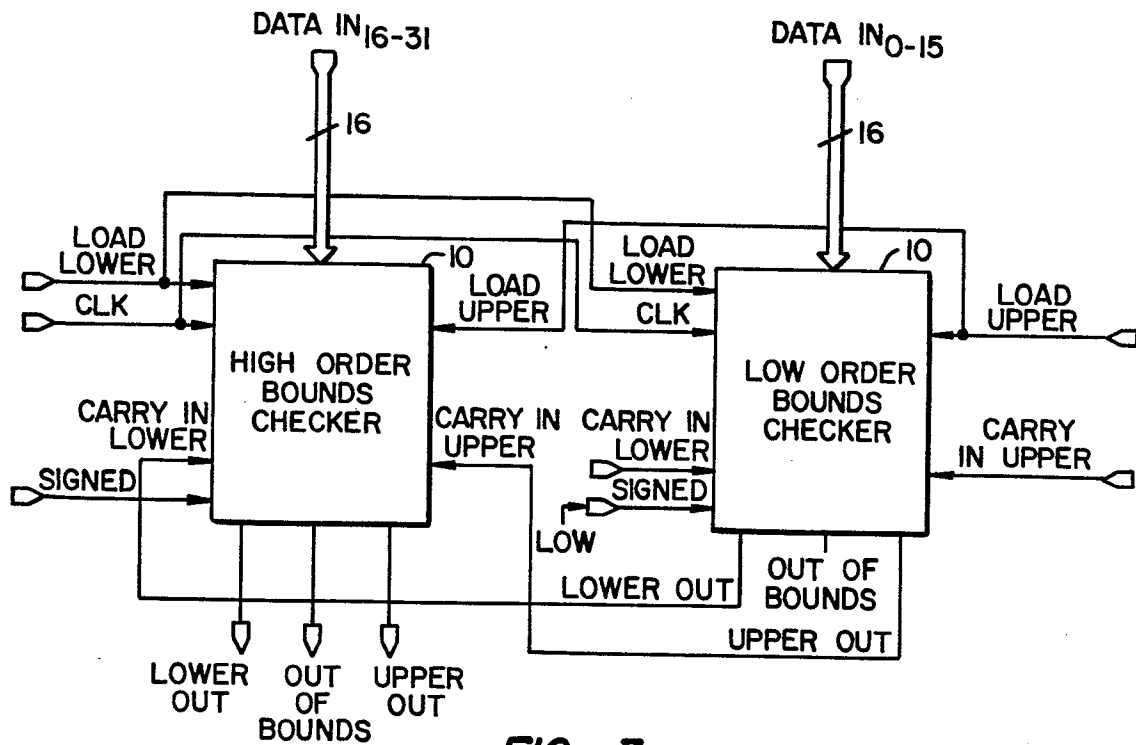 DATA IN16-31
DATA IN0-15
16
16
LOAD
LOWER
CLK
10
LOAD
UPPER
LOAD
LOWER
CLK
10
LOAD
UPPER
HIGH ORDER
BOUNDS
CHECKER
LOW ORDER
BOUNDS
CHECKER
CARRY IN
LOWER
SIGNED
CARRY IN
UPPER
CARRY IN
LOWER
SIGNED
LOW
CARRY
IN UPPER
LOWER OUT
OUT OF
BOUNDS
UPPER OUT
LOWER
OUT
OUT
OF
BOUNDS
UPPER
OUT